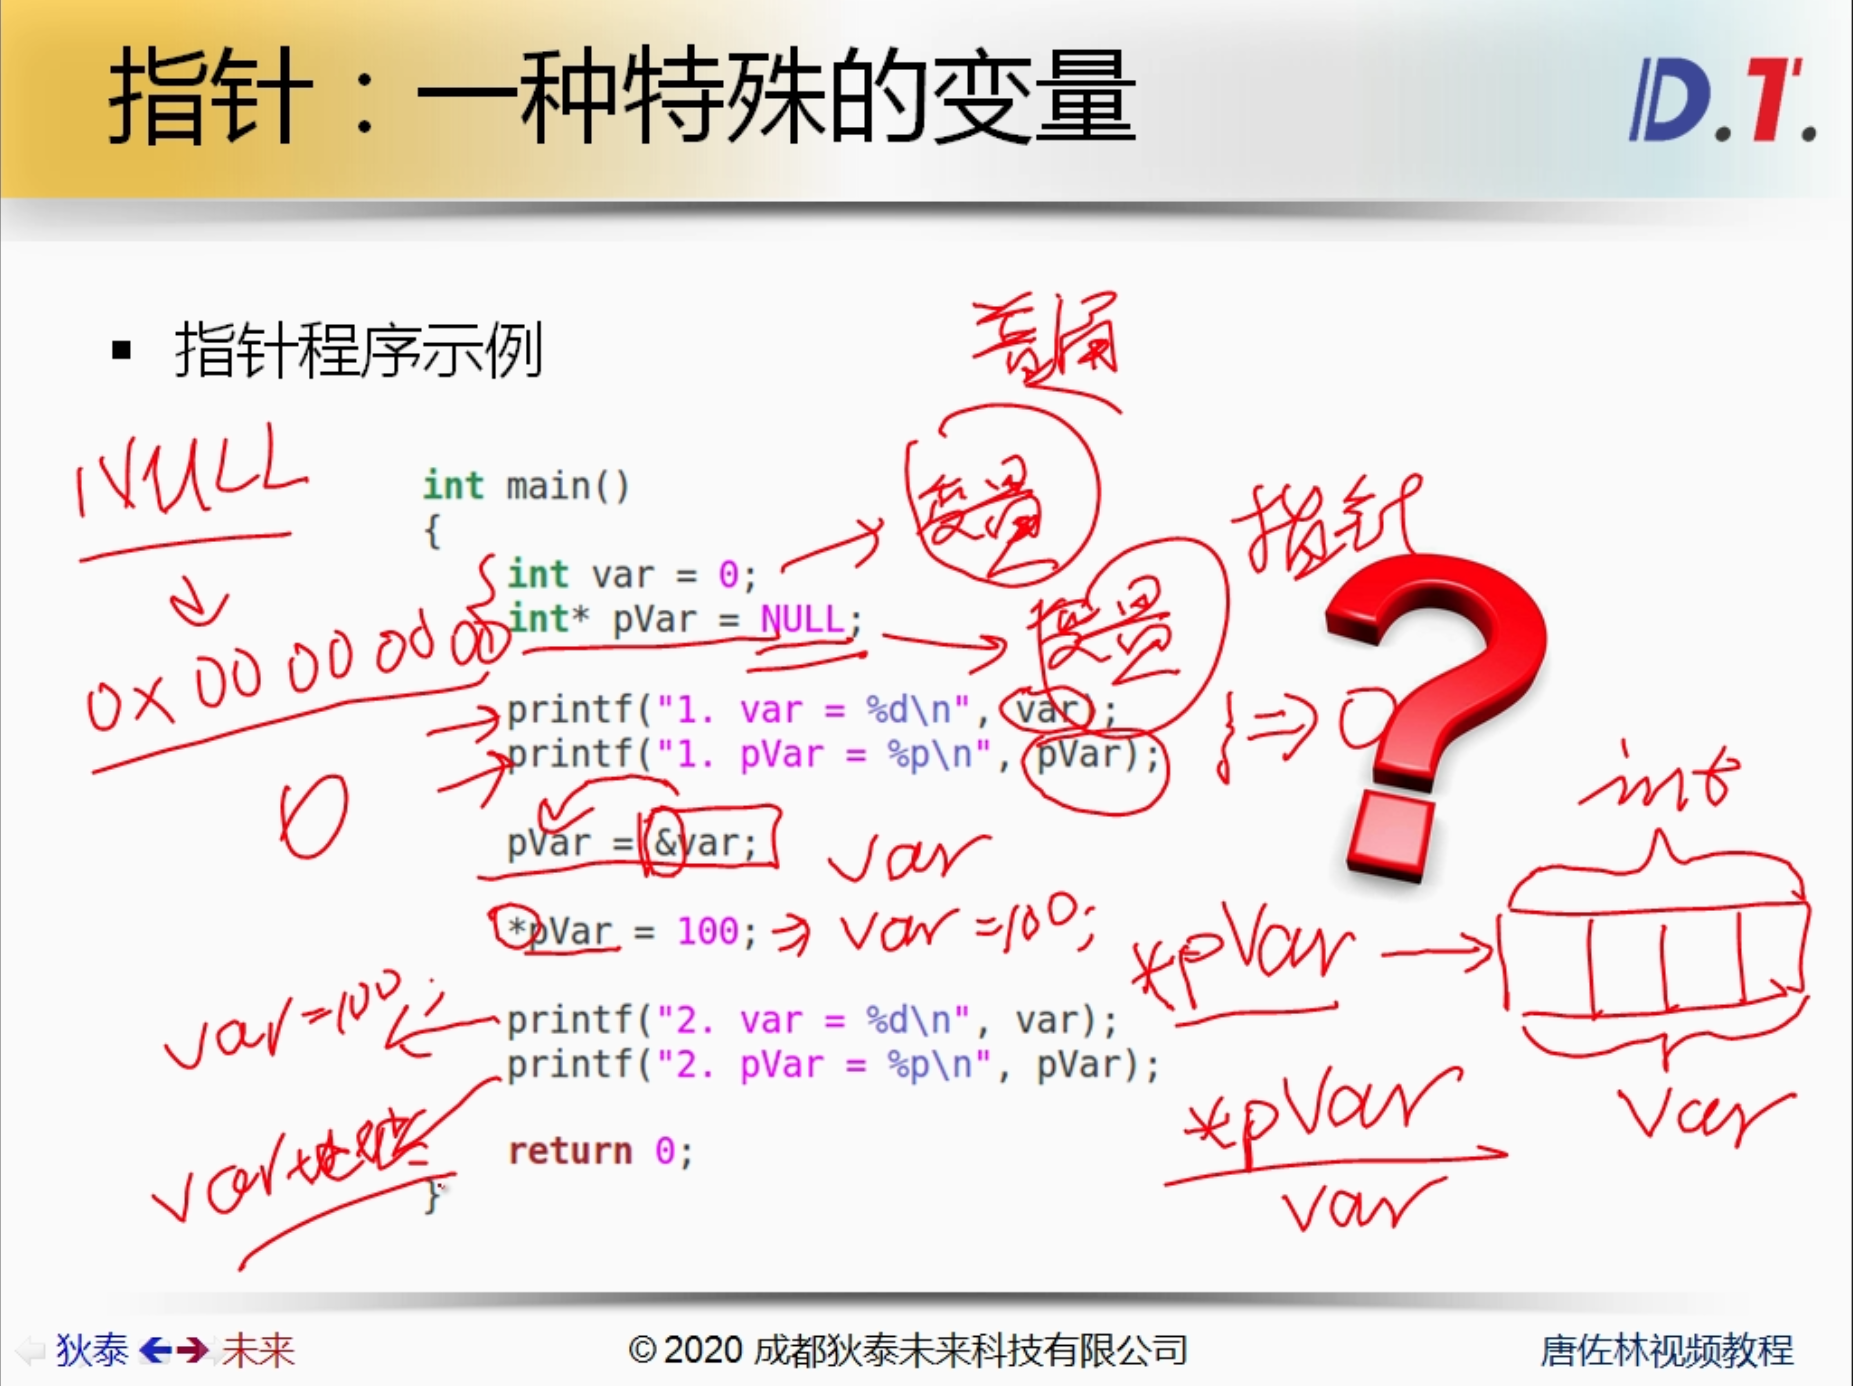 指针：一种特殊的变量
D.T.
▪ 指针程序示例
普通
NULL
变量
指针
int main()
{
int var = 0;
int* pVar = NULL;
变量
0x00000000
printf("1. var = %d\n", var);
printf("1. pVar = %p\n", pVar);
} => 0
int
0
pVar = &var;
var
*pVar = 100;
=> var = 100;
*pVar
var = 100;
printf("2. var = %d\n", var);
printf("2. pVar = %p\n", pVar);
*pVar
var
var地址
return 0;
var
}
狄泰 未来
© 2020 成都狄泰未来科技有限公司
唐佐林视频教程